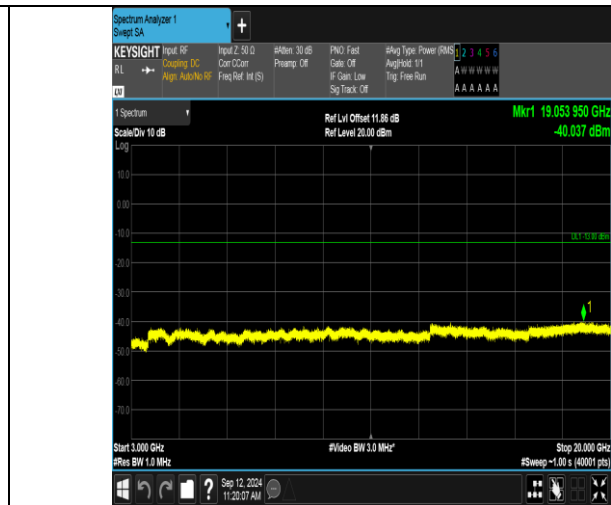 Spectrum Analyzer 1
Swept SA
+
KEYSIGHT Input: RF Input Z: 50 Ω #Atten: 30 dB PNO: Fast #Avg Type: Power (RMS 1 2 3 4 5 6
RL Coupling: DC Corr CCorr Preamp: Off Gate: Off Avg|Hold: 1/1 A W W W W W
Align: Auto/No RF Freq Ref: Int (S) IF Gain: Low Trig: Free Run
Sig Track: Off A A A A A A
LXI
1 Spectrum Ref Lvl Offset 11.86 dB Mkr1 19.053 950 GHz
Scale/Div 10 dB Ref Level 20.00 dBm -40.037 dBm
Log
10.0
0.00
-10.0
DL1 -13.00 dBm
-20.0
-30.0
1
-40.0
-50.0
-60.0
-70.0
Start 3.000 GHz #Video BW 3.0 MHz* Stop 20.000 GHz
#Res BW 1.0 MHz #Sweep ~1.00 s (40001 pts)
? Sep 12, 2024
11:20:07 AM